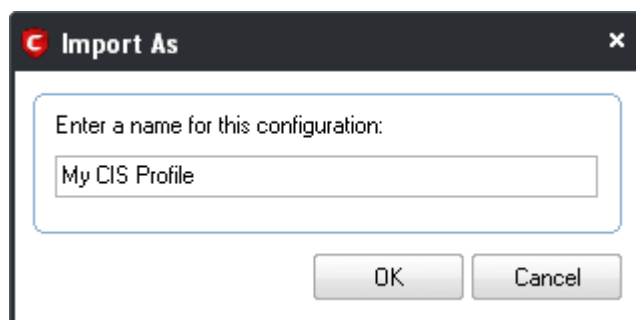 Import As
Enter a name for this configuration:
My CIS Profile
OK
Cancel